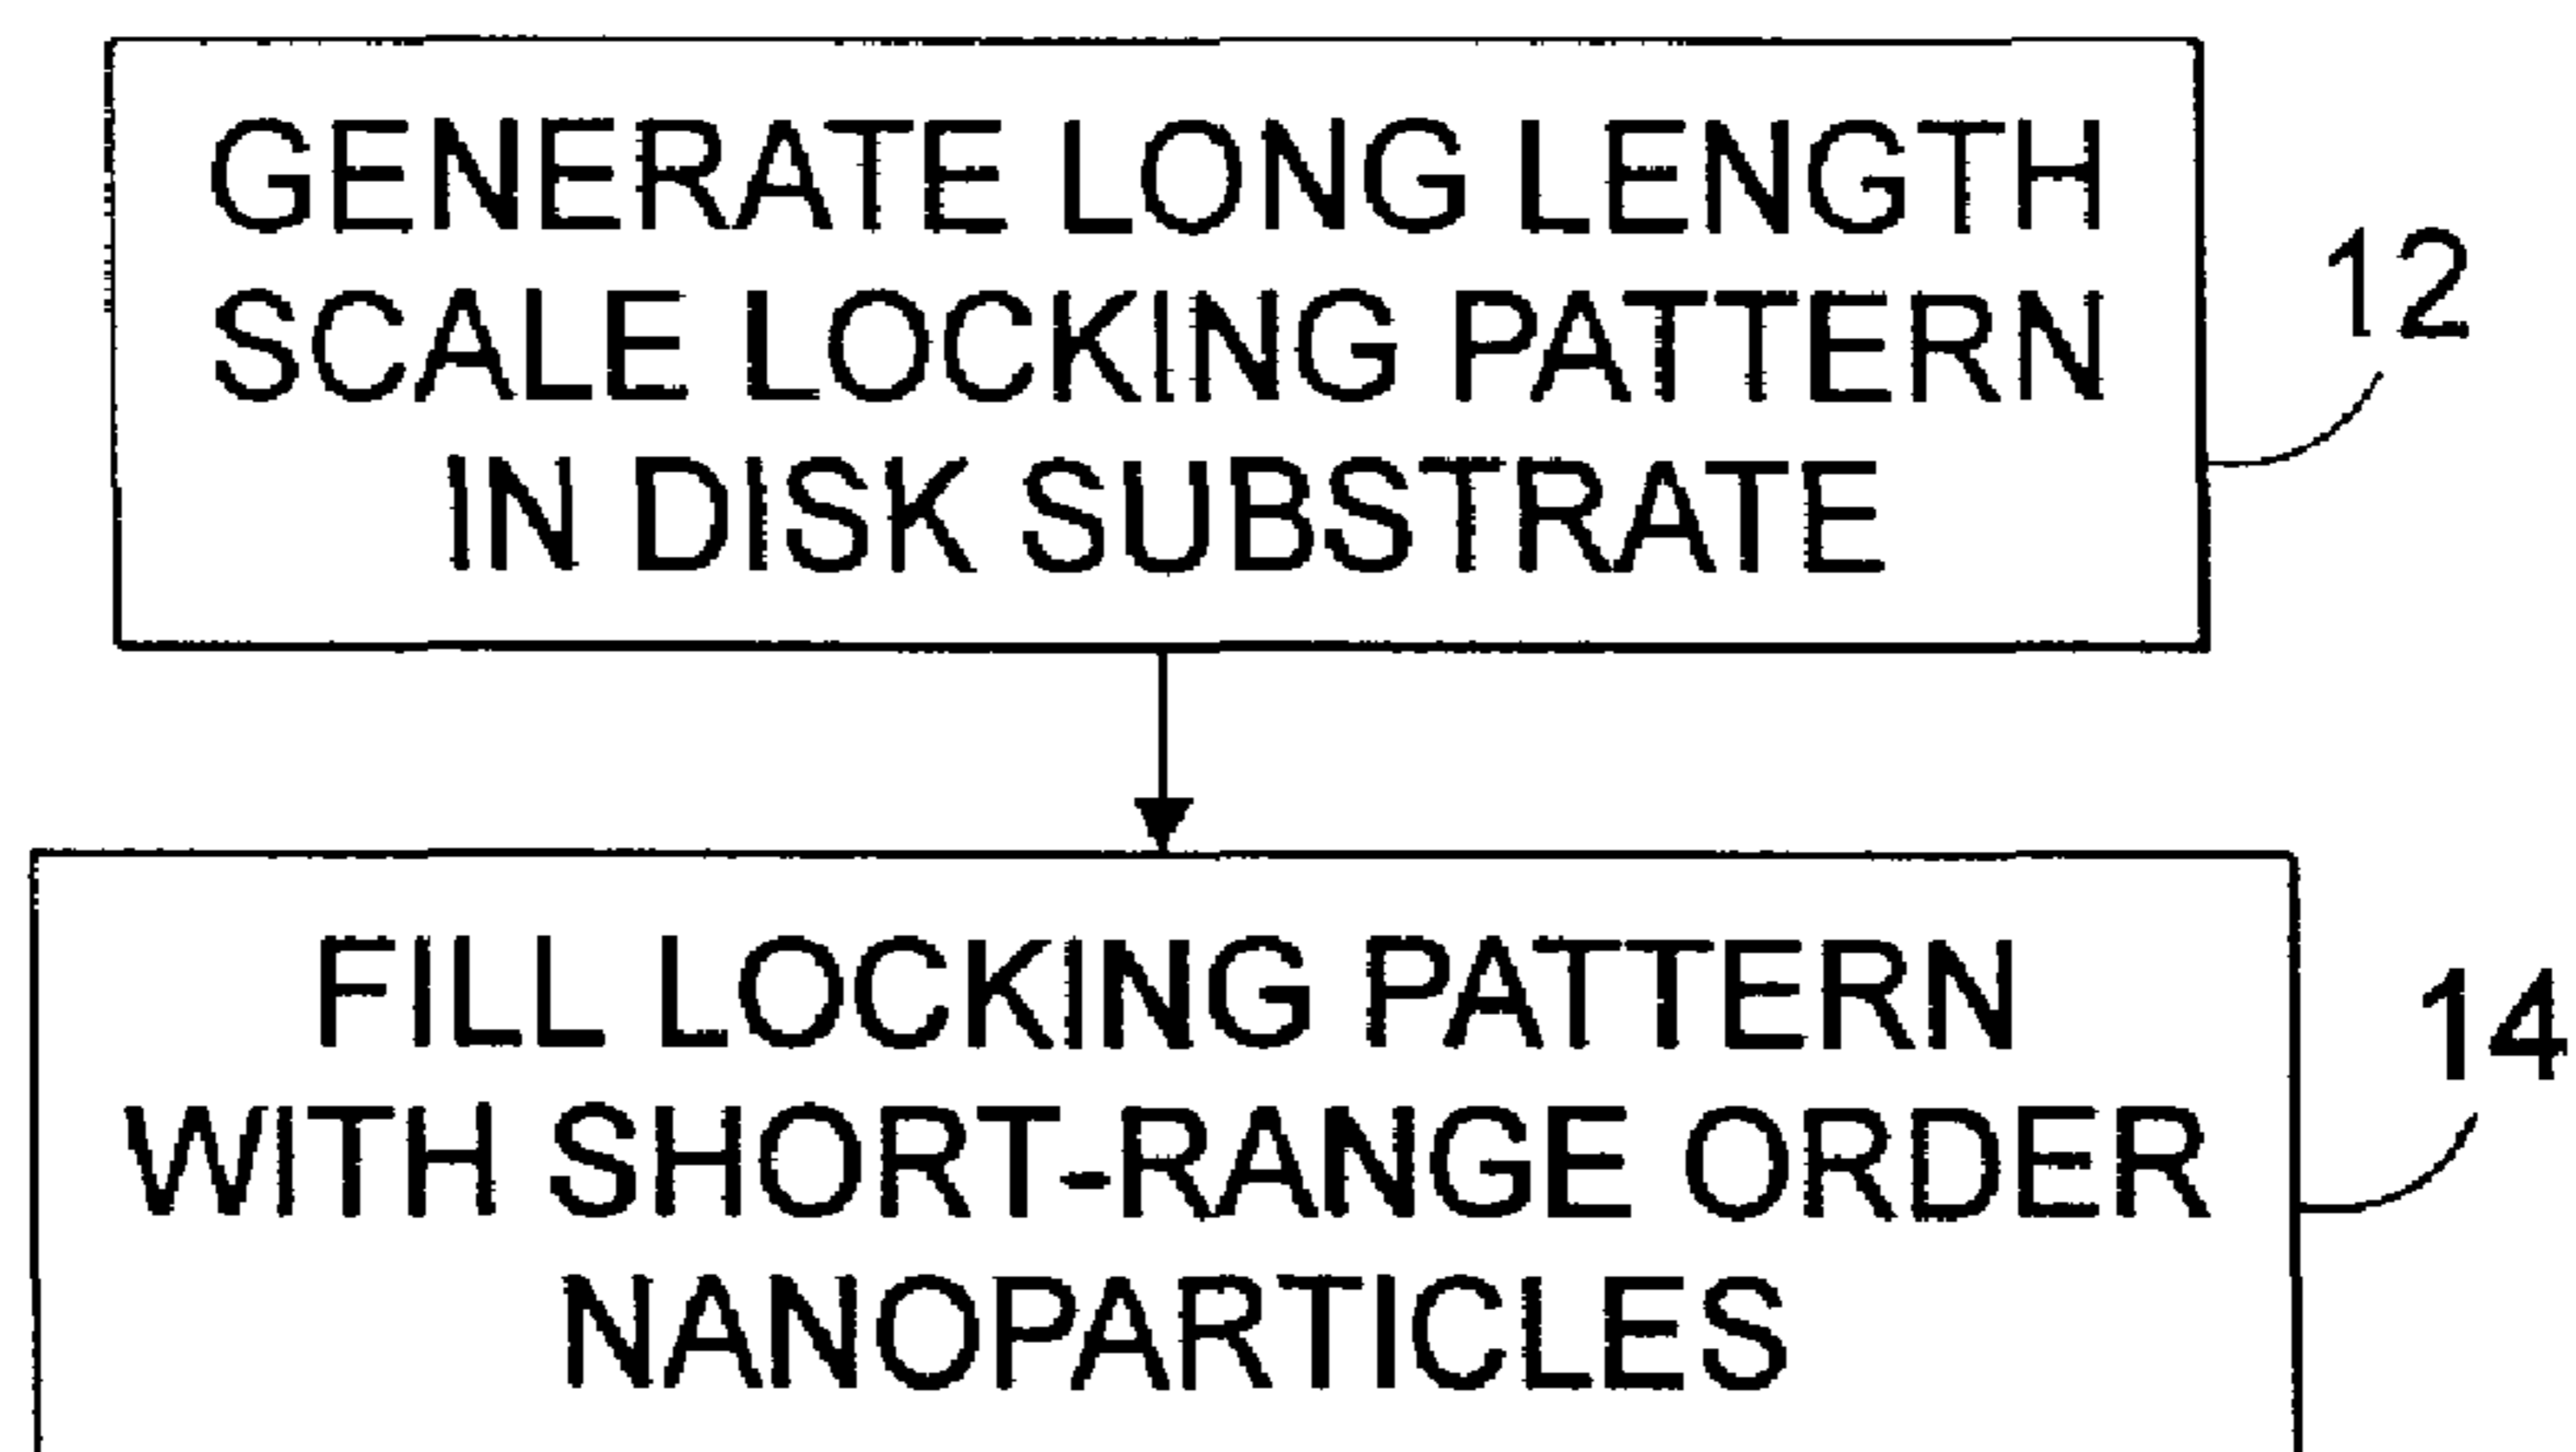 GENERATE LONG LENGTH
SCALE LOCKING PATTERN
IN DISK SUBSTRATE
12
FILL LOCKING PATTERN
WITH SHORT-RANGE ORDER
NANOPARTICLES
14